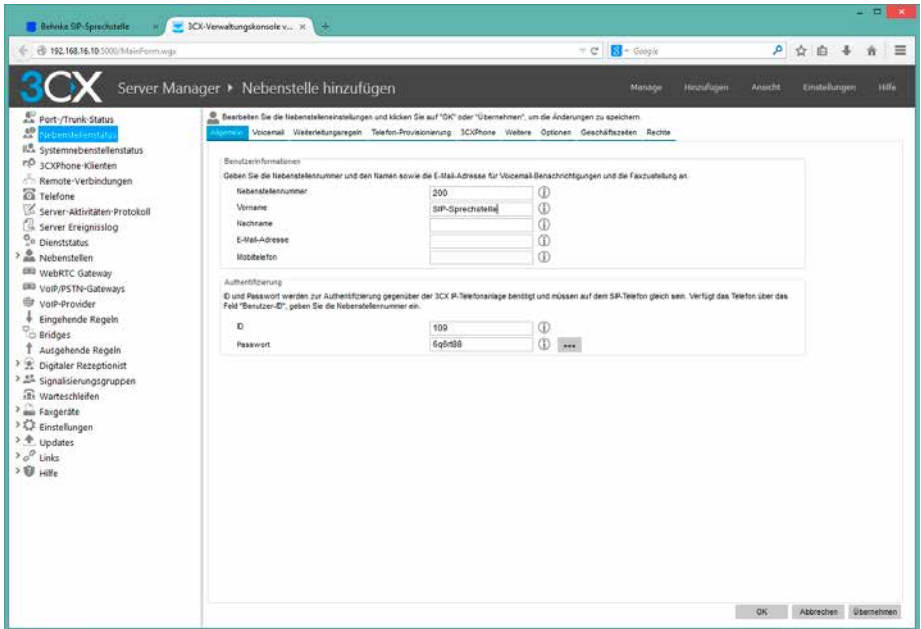 Behnke SIP-Sprechstelle
3CX-Verwaltungskonsole v...
192.168.16.10:5000/MainForm.wgx
Google
3CX Server Manager Nebenstelle hinzufügen
Manage Hinzufügen Ansicht Einstellungen Hilfe
Port-/Trunk-Status
Nebenstellenstatus
Systemnebenstellenstatus
3CXPhone-Klienten
Remote-Verbindungen
Telefone
Server-Aktivitäten-Protokoll
Server Ereignisslog
Dienststatus
Nebenstellen
WebRTC Gateway
VoIP/PSTN-Gateways
VoIP-Provider
Eingehende Regeln
Bridges
Ausgehende Regeln
Digitaler Rezeptionist
Signalisierungsgruppen
Warteschleifen
Faxgeräte
Einstellungen
Updates
Links
Hilfe
Bearbeiten Sie die Nebenstelleneinstellungen und klicken Sie auf "OK" oder "Übernehmen", um die Änderungen zu speichern.
Allgemein Voicemail Weiterleitungsregeln Telefon-Provisionierung 3CXPhone Weitere Optionen Geschäftszeiten Rechte
Benutzerinformationen
Geben Sie die Nebenstellennummer und den Namen sowie die E-Mail-Adresse für Voicemail-Benachrichtigungen und die Faxzustellung an.
Nebenstellennummer 200
Vorname SIP-Sprechstelle
Nachname
E-Mail-Adresse
Mobiltelefon
Authentifizierung
ID und Passwort werden zur Authentifizierung gegenüber der 3CX IP-Telefonanlage benötigt und müssen auf dem SIP-Telefon gleich sein. Verfügt das Telefon über das
Feld "Benutzer-ID", geben Sie die Nebenstellennummer ein.
ID 109
Passwort 6q6rt88
OK Abbrechen Übernehmen